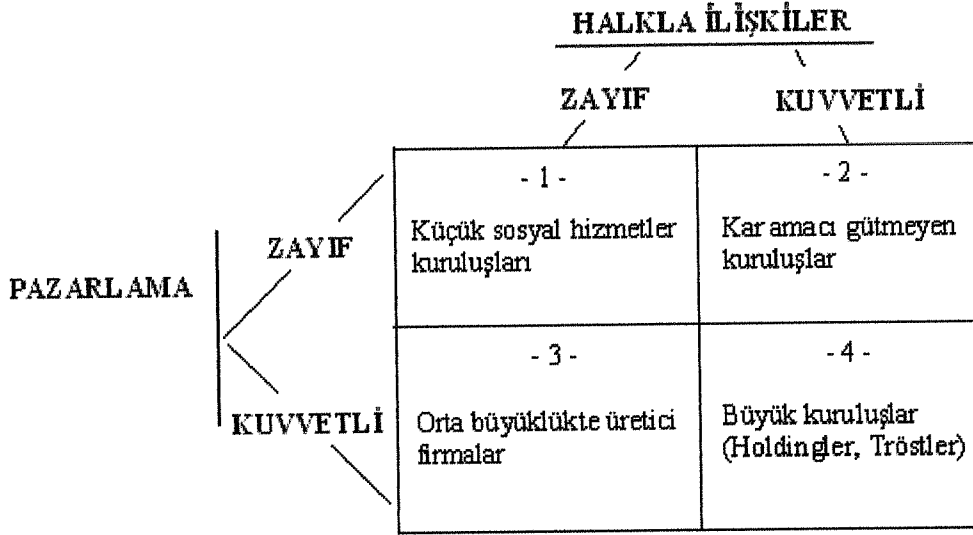 HALKLA İLİŞKİLER
ZAYIF KUVVETLİ
- 1 - - 2 -
Küçük sosyal hizmetler
kuruluşları
Kar amacı gütmeyen
kuruluşlar
ZAYIF
PAZARLAMA
- 3 - - 4 -
KUVVETLİ
Orta büyüklükte üretici
firmalar
Büyük kuruluşlar
(Holdingler, Tröstler)